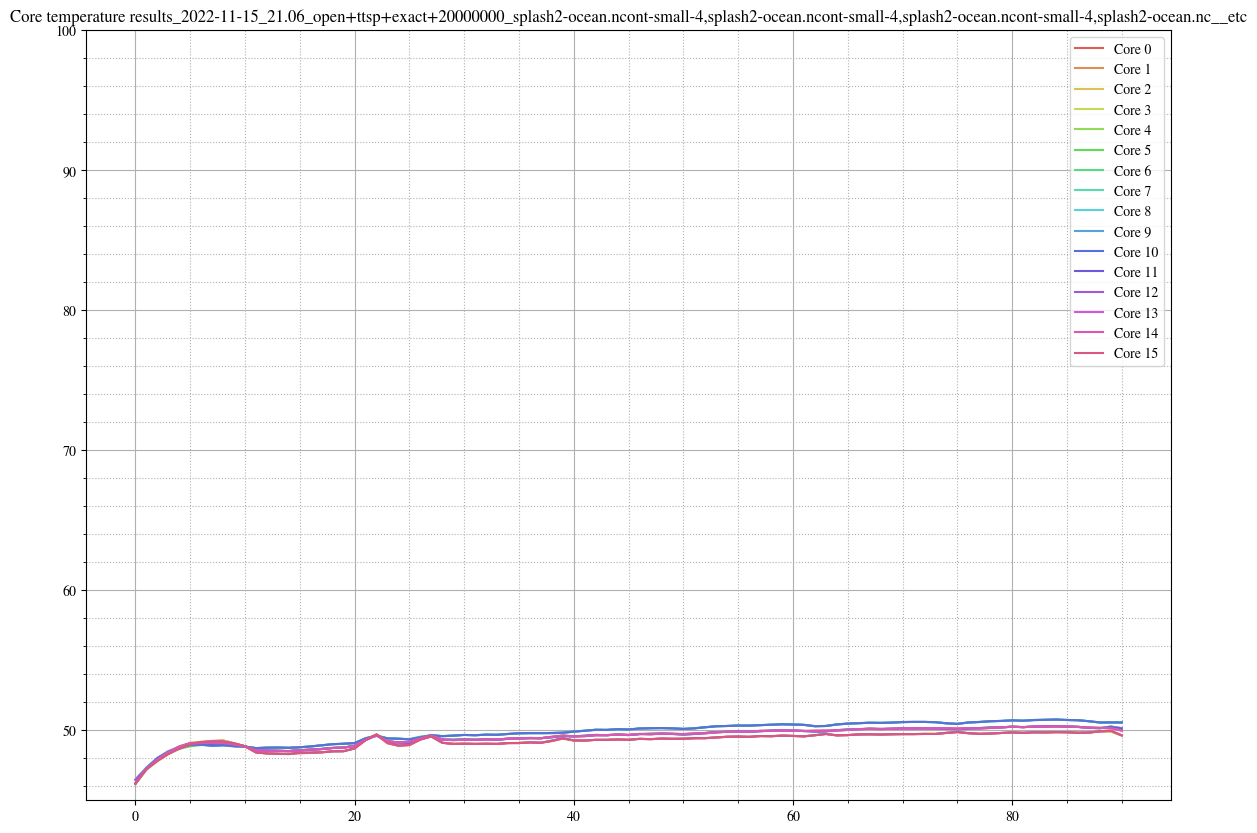 Core temperature results_2022-11-15_21.06_open+ttsp+exact+20000000_splash2-ocean.ncont-small-4,splash2-ocean.ncont-small-4,splash2-ocean.ncont-small-4,splash2-ocean.nc__etc
100
90
80
70
60
50
0
20
40
60
80
Core 0
Core 1
Core 2
Core 3
Core 4
Core 5
Core 6
Core 7
Core 8
Core 9
Core 10
Core 11
Core 12
Core 13
Core 14
Core 15